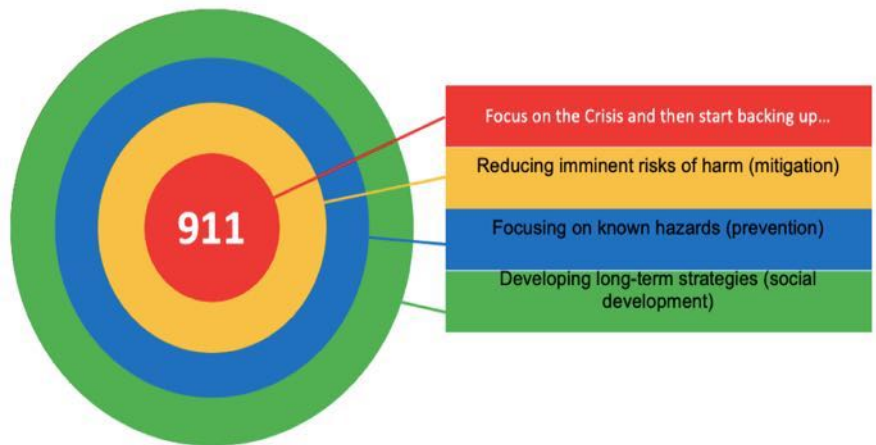 911
Focus on the Crisis and then start backing up...
Reducing imminent risks of harm (mitigation)
Focusing on known hazards (prevention)
Developing long-term strategies (social
development)